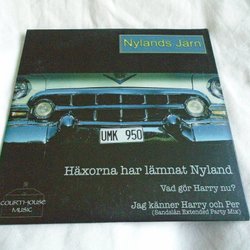 Nylands Järn
UMK 950
Häxorna har lämnat Nyland
Vad gör Harry nu?
Jag känner Harry och Per
(Sandslån Extended Party Mix)
COURTHOUSE
MUSIC